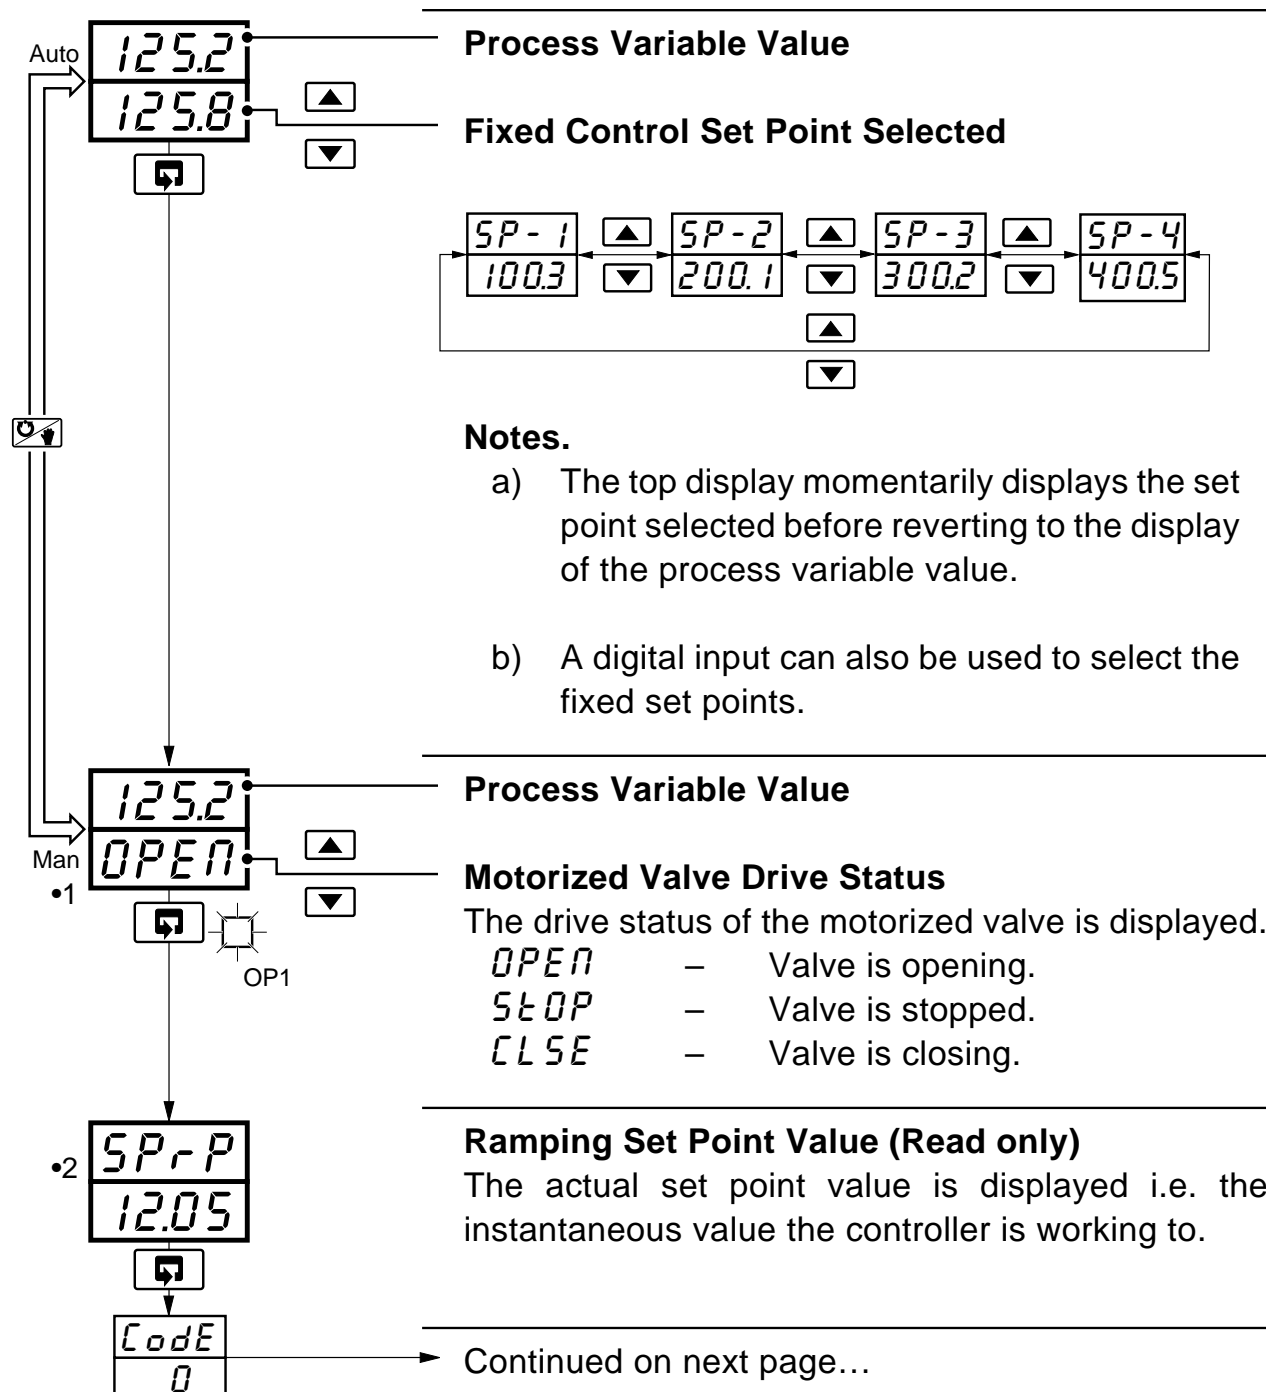 Auto
125.2
125.8
Process Variable Value
Fixed Control Set Point Selected
SP-1 SP-2 SP-3 SP-4
100.3 200.1 300.2 400.5
Notes.
a) The top display momentarily displays the set
point selected before reverting to the display
of the process variable value.
b) A digital input can also be used to select the
fixed set points.
125.2
OPEN
Man
•1
OP1
Process Variable Value
Motorized Valve Drive Status
The drive status of the motorized valve is displayed.
OPEN – Valve is opening.
StOP – Valve is stopped.
CLSE – Valve is closing.
•2
SPrP
12.05
Ramping Set Point Value (Read only)
The actual set point value is displayed i.e. the
instantaneous value the controller is working to.
CodE
0
Continued on next page…